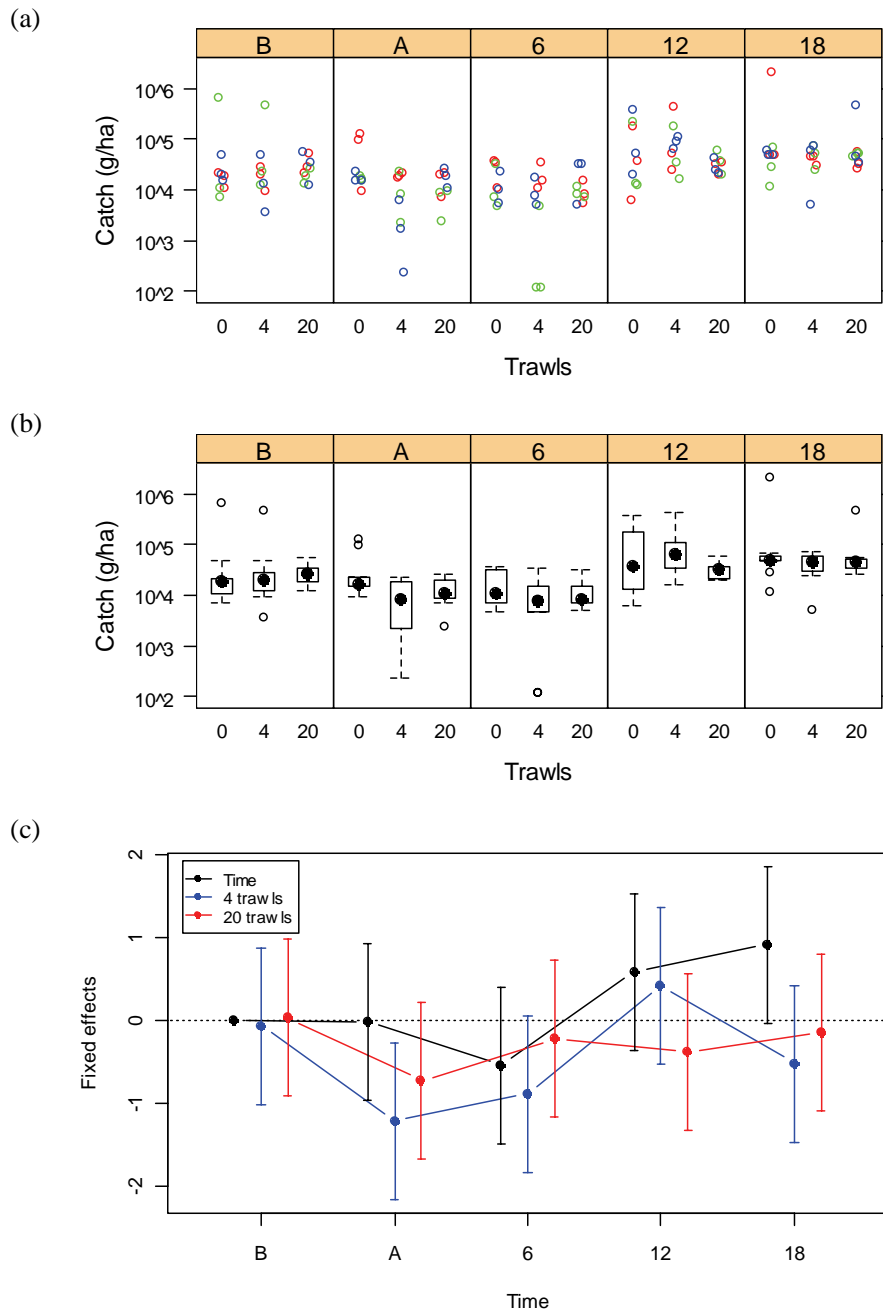 (a)
B A 6 12 18
10^6
10^5
10^4
10^3
10^2
Catch (g/ha)
0 4 20 0 4 20 0 4 20 0 4 20 0 4 20
Trawls
(b)
B A 6 12 18
10^6
10^5
10^4
10^3
10^2
Catch (g/ha)
0 4 20 0 4 20 0 4 20 0 4 20 0 4 20
Trawls
(c)
2
1
0
-1
-2
Fixed effects
Time
4 trawls
20 trawls
B A 6 12 18
Time